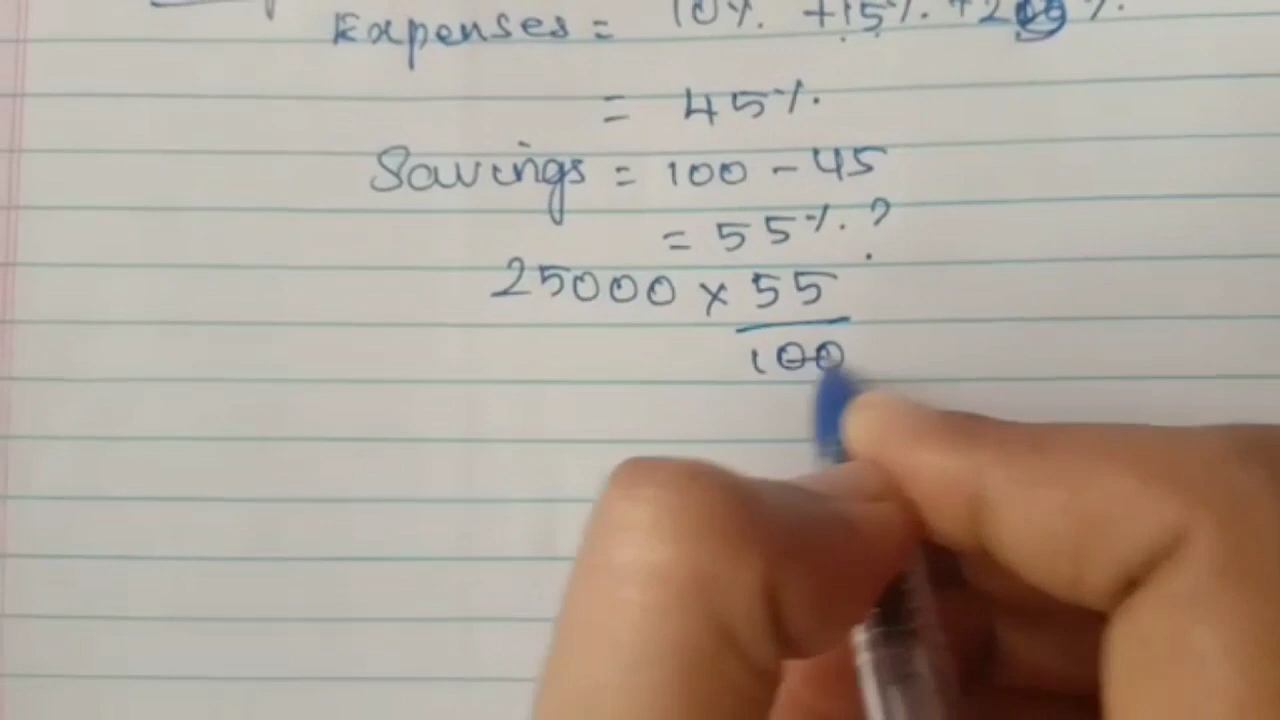 Expenses = 10% + 15% + 20%
= 45%
Savings = 100 - 45
= 55% ?
25000 x 55
100